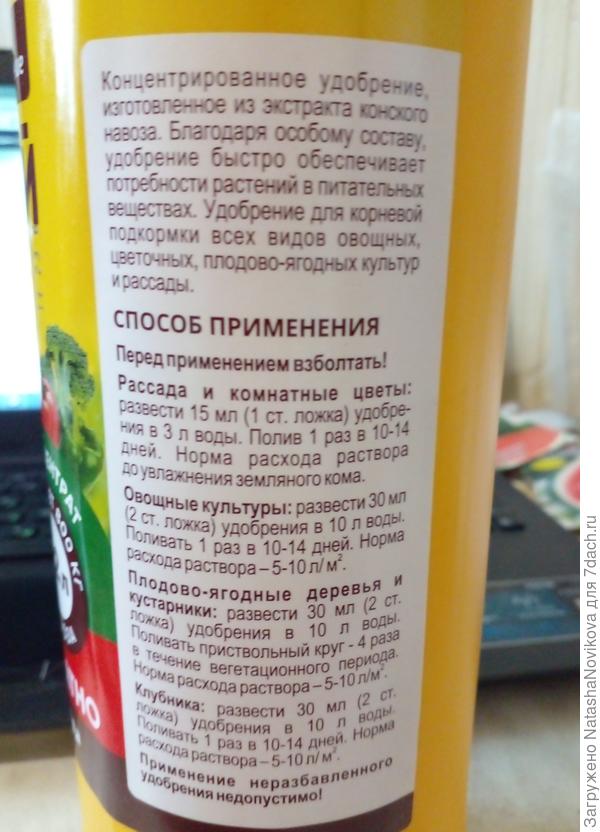 Концентрированное удобрение,
изготовленное из экстракта конского
навоза. Благодаря особому составу,
удобрение быстро обеспечивает
потребности растений в питательных
веществах. Удобрение для корневой
подкормки всех видов овощных,
цветочных, плодово-ягодных культур
и рассады.
СПОСОБ ПРИМЕНЕНИЯ
Перед применением взболтать!
Рассада и комнатные цветы:
развести 15 мл (1 ст. ложка) удобре-
ния в 3 л воды. Полив 1 раз в 10-14
дней. Норма расхода раствора
до увлажнения земляного кома.
Овощные культуры: развести 30 мл
(2 ст. ложка) удобрения в 10 л воды.
Поливать 1 раз в 10-14 дней. Норма
расхода раствора – 5-10 л/м².
Плодово-ягодные деревья и
кустарники: развести 30 мл (2 ст.
ложка) удобрения в 10 л воды.
Поливать приствольный круг - 4 раза
в течение вегетационного периода.
Норма расхода раствора – 5-10 л/м².
Клубника: развести 30 мл (2 ст.
ложка) удобрения в 10 л воды.
Поливать 1 раз в 10-14 дней. Норма
расхода раствора – 5-10 л/м².
Применение неразбавленного
удобрения недопустимо!
600 кг
Загружено NatashaNovikova для 7dach.ru